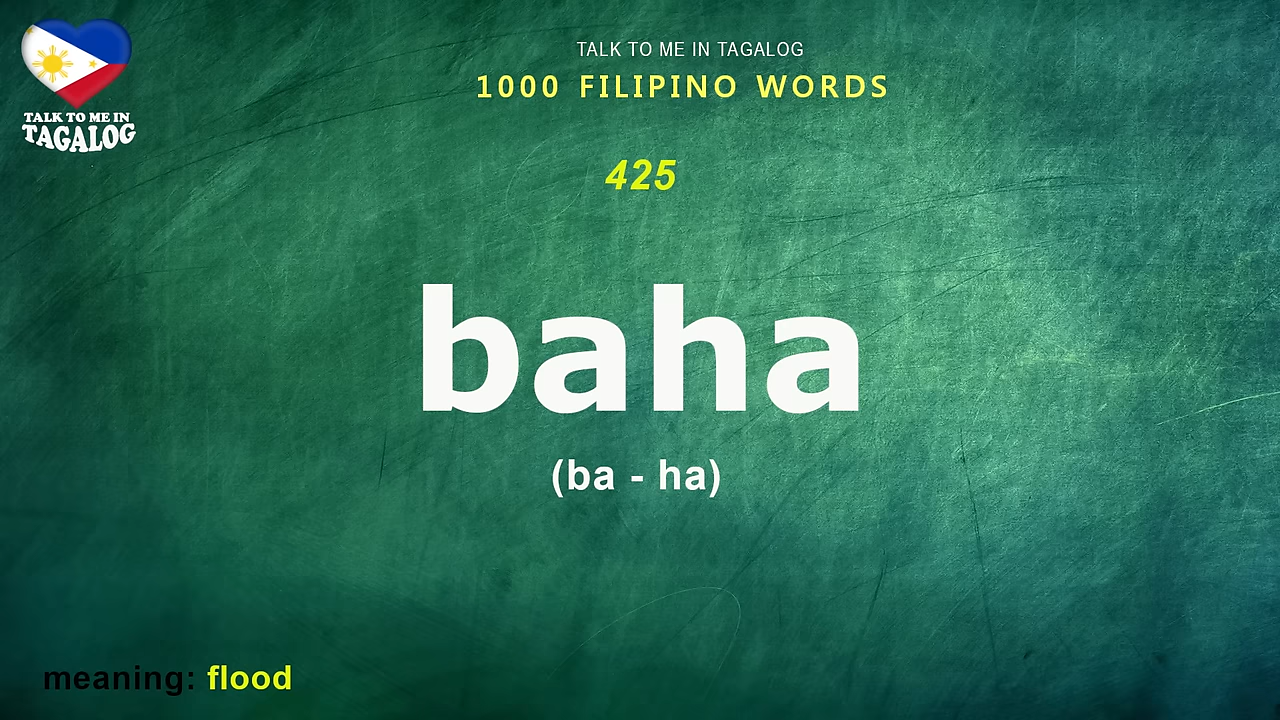 TALK TO ME IN
TAGALOG
TALK TO ME IN TAGALOG
1000 FILIPINO WORDS
425
baha
(ba - ha)
meaning: flood